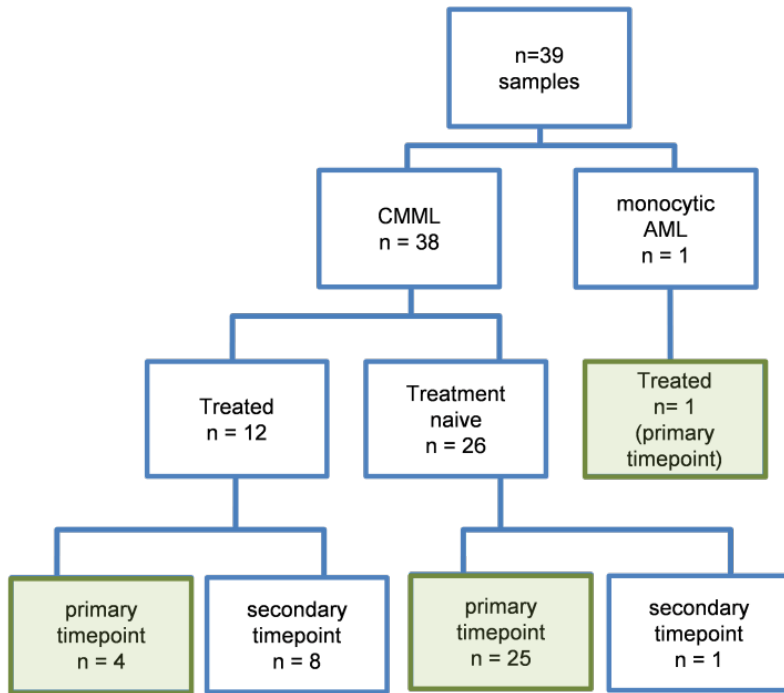 n=39
samples
CMML
n = 38
monocytic
AML
n = 1
Treated
n = 12
Treatment
naive
n = 26
Treated
n= 1
(primary
timepoint)
primary
timepoint
n = 4
secondary
timepoint
n = 8
primary
timepoint
n = 25
secondary
timepoint
n = 1